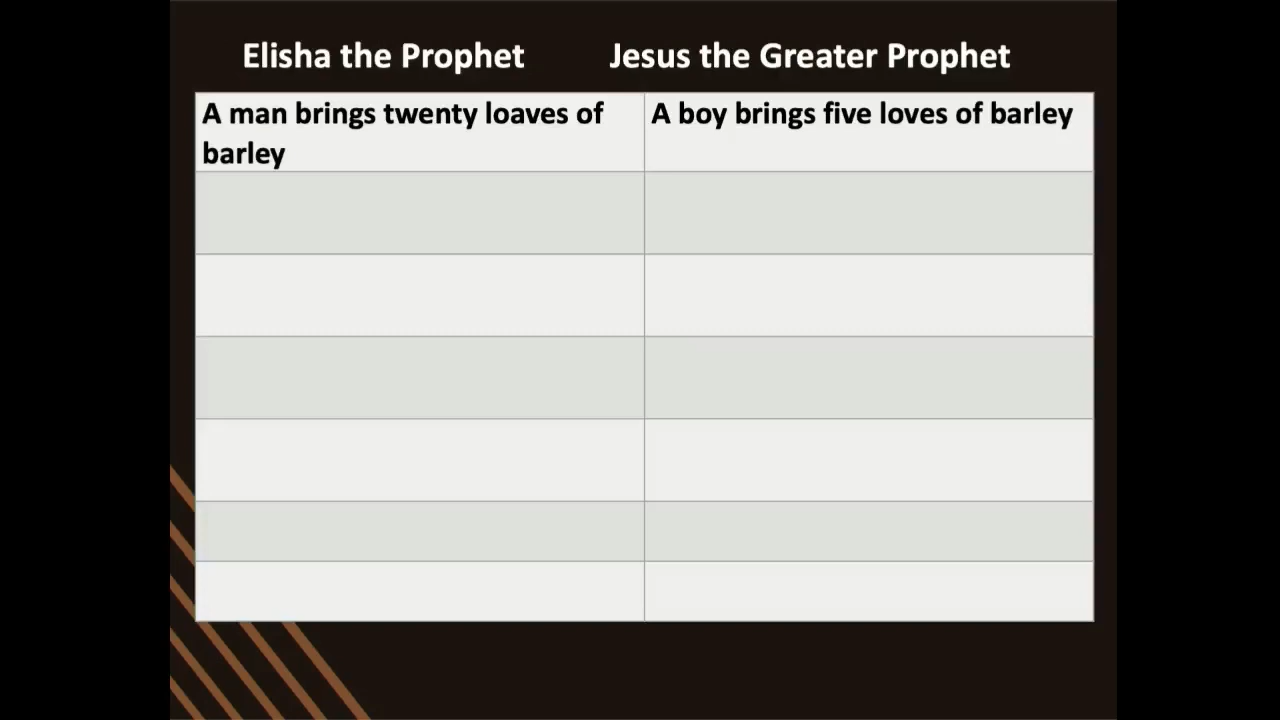 Elisha the Prophet
Jesus the Greater Prophet
A man brings twenty loaves of
barley
A boy brings five loves of barley